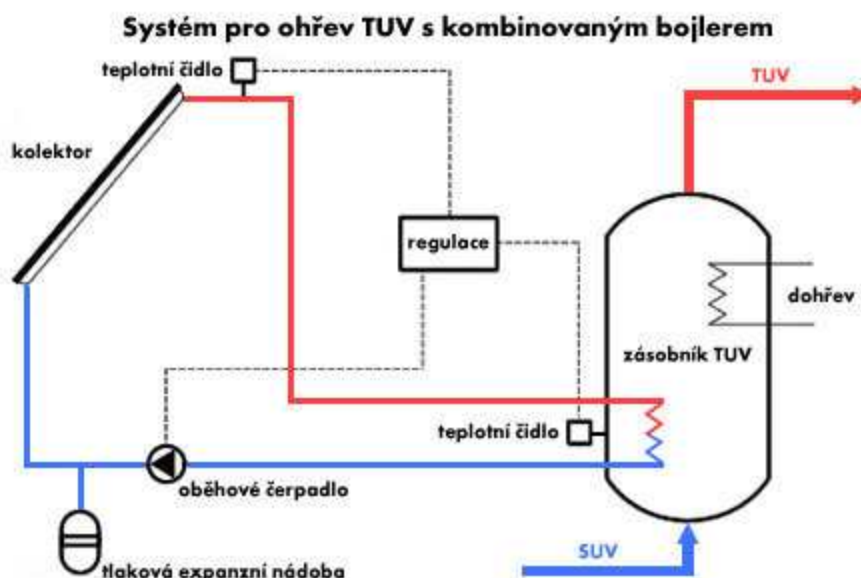 Systém pro ohřev TUV s kombinovaným bojlerem
teplotní čidlo
TUV
kolektor
regulace
dohřev
zásobník TUV
teplotní čidlo
oběhové čerpadlo
SUV
tlaková expanzní nádoba